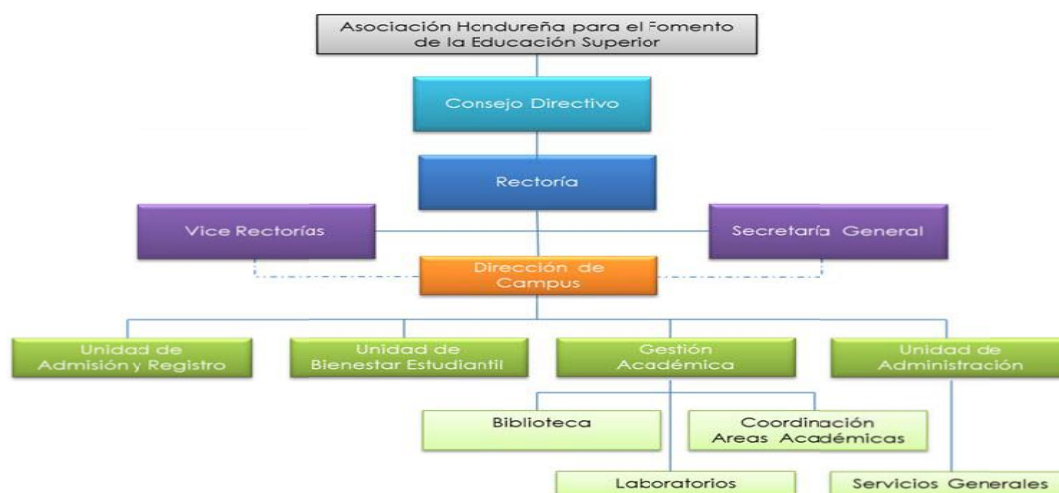 Asociación Hondureña para el Fomento
de la Educación Superior
Consejo Directivo
Rectoría
Vice Rectorías
Secretaría General
Dirección de
Campus
Unidad de
Admisión y Registro
Unidad de
Bienestar Estudiantil
Gestión
Académica
Unidad de
Administración
Biblioteca
Coordinación
Areas Académicas
Laboratorios
Servicios Generales